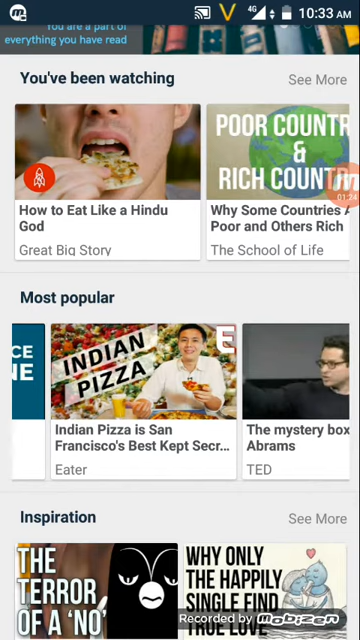 4G
10:33 AM
You are a part of
everything you have read
You've been watching
See More
POOR COUNTR
&
RICH COUNT
01:24
How to Eat Like a Hindu
God
Great Big Story
Why Some Countries A
Poor and Others Rich
The School of Life
Most popular
CE
NE
INDIAN
PIZZA
E
Indian Pizza is San
Francisco's Best Kept Secr...
Eater
The mystery box
Abrams
TED
Inspiration
See More
THE
TERROR
OF A 'NO'
WHY ONLY
THE HAPPILY
SINGLE FIND
TRUE LOVE
Recorded by Mobizen